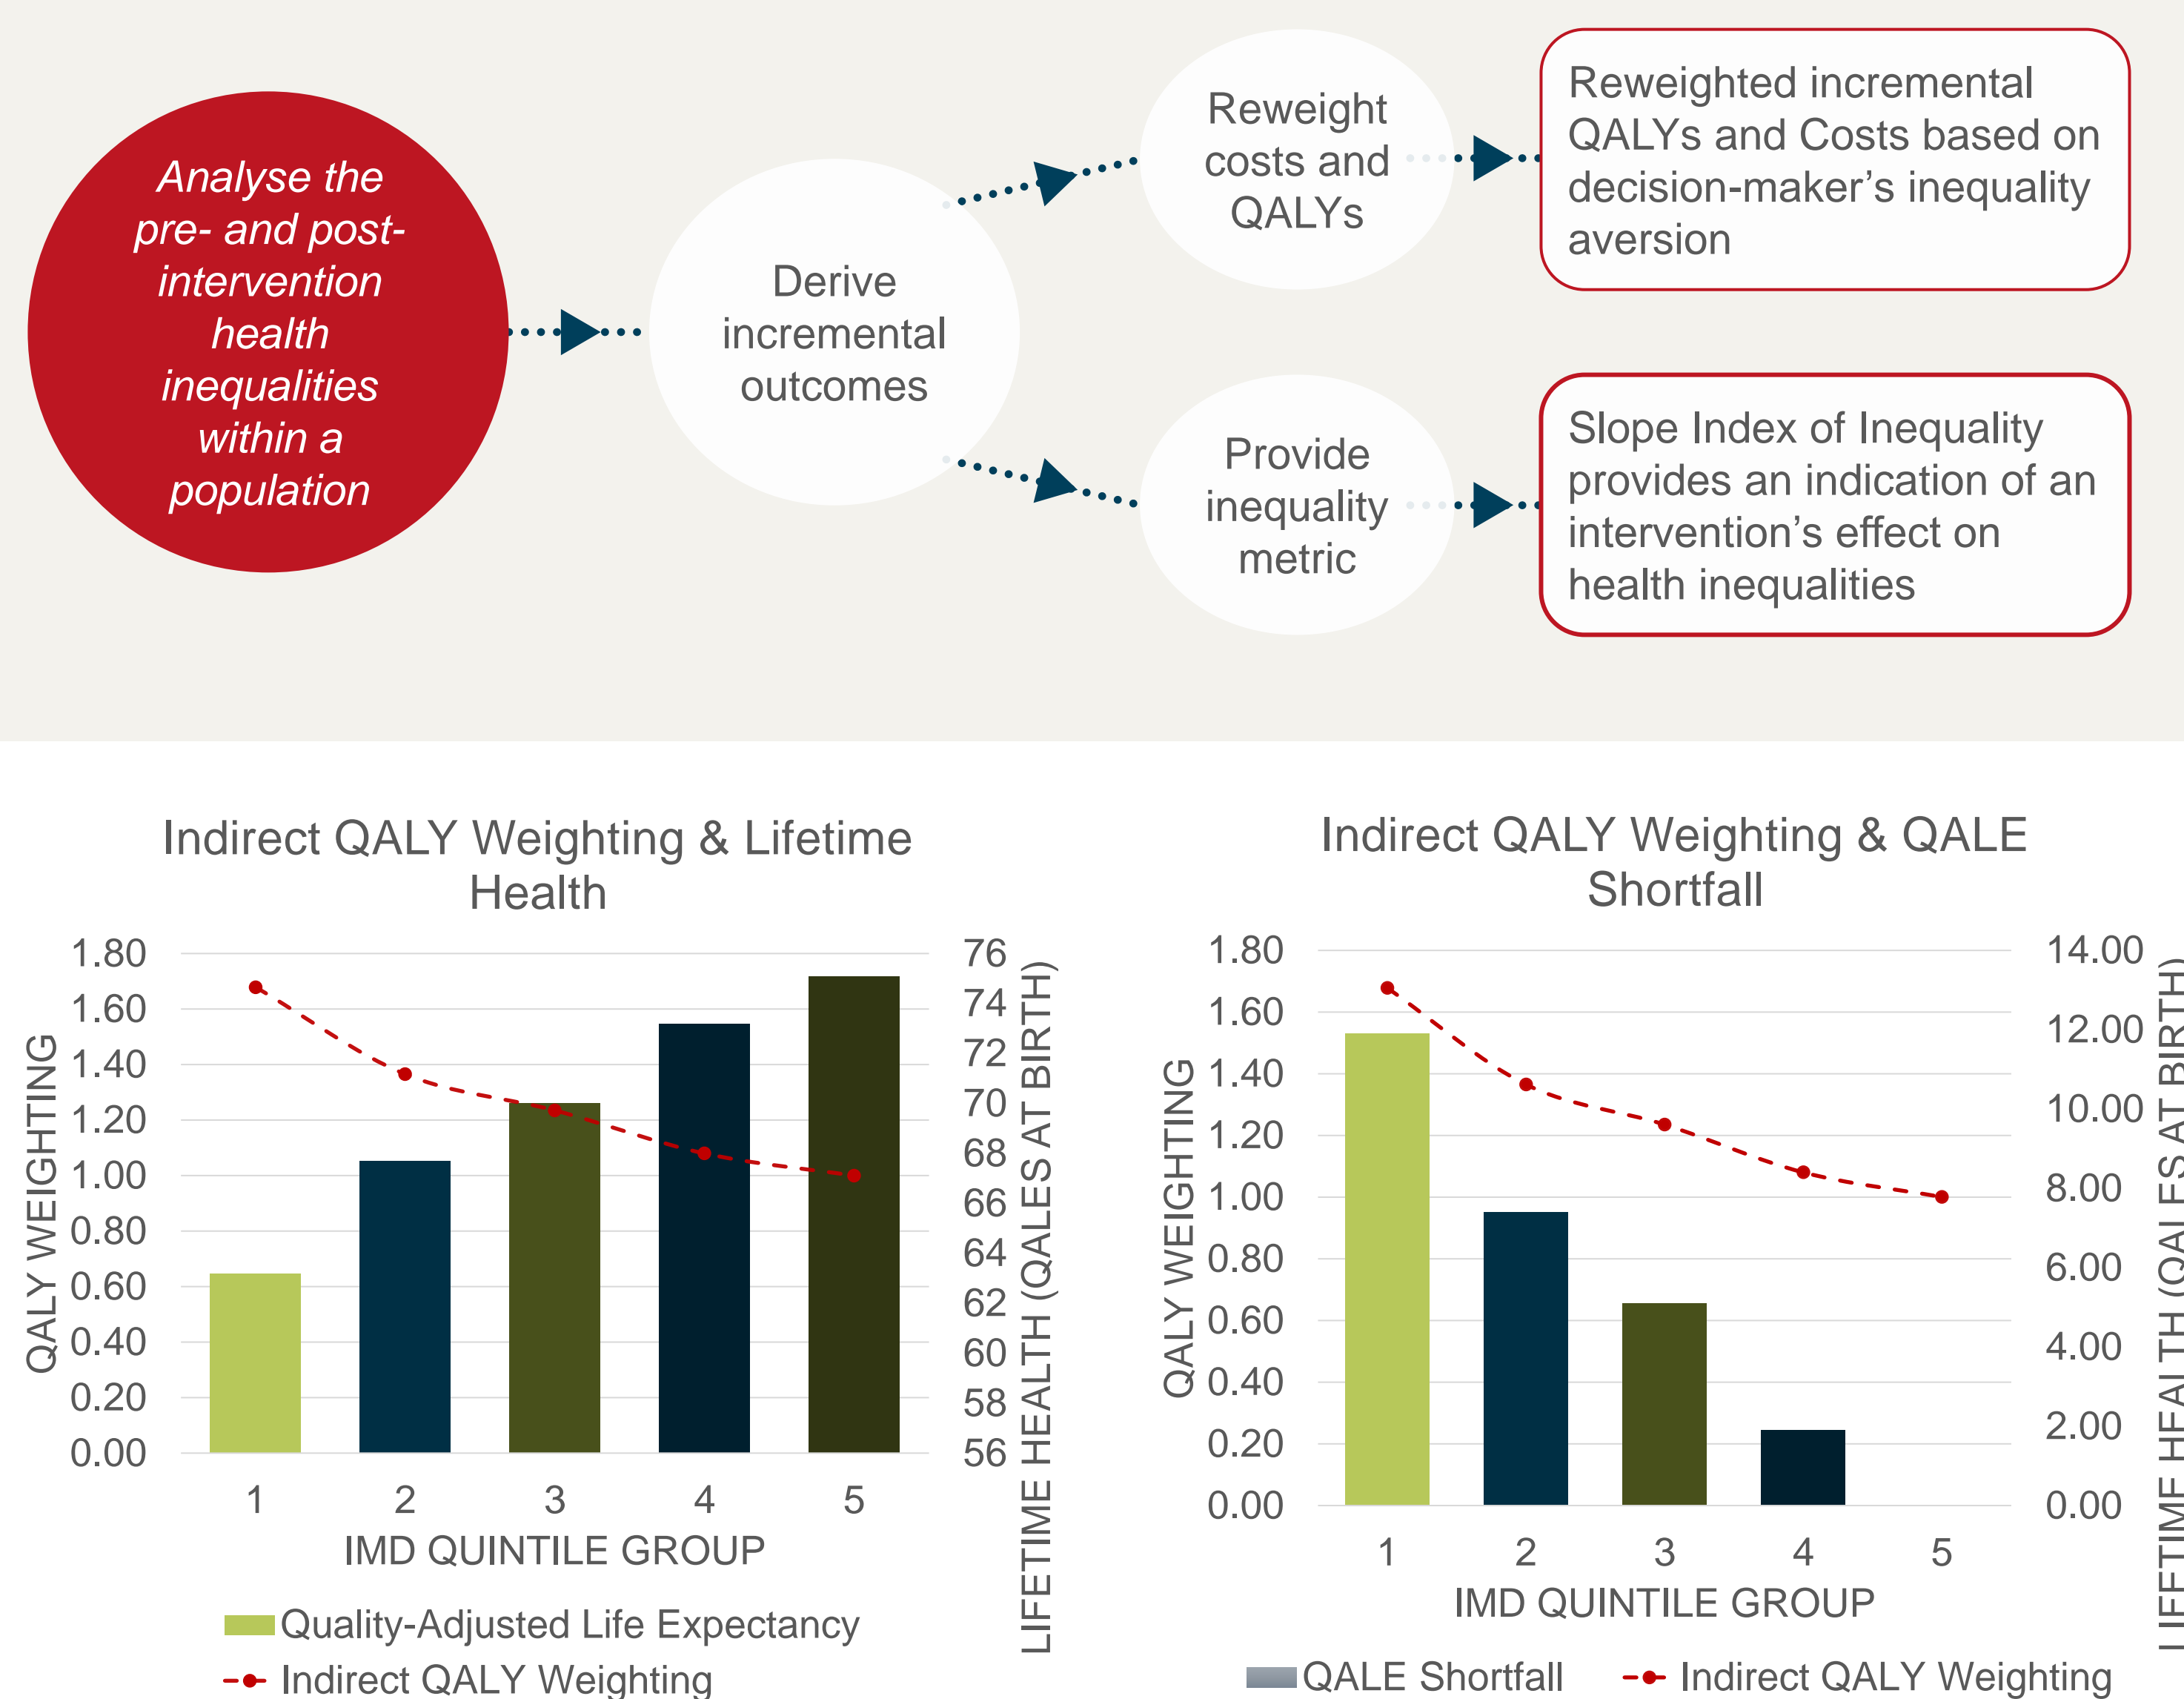 Analyse the
pre- and post-
intervention
health
inequalities
within a
population
Derive
incremental
outcomes
Reweight
costs and
QALYs
Reweighted incremental
QALYs and Costs based on
decision-maker's inequality
aversion
Provide
inequality
metric
Slope Index of Inequality
provides an indication of an
intervention's effect on
health inequalities
Indirect QALY Weighting & Lifetime
Health
QALY WEIGHTING
1.80
1.60
1.40
1.20
1.00
0.80
0.60
0.40
0.20
0.00
76
74
72
70
68
66
64
62
60
58
56
LIFETIME HEALTH (QALES AT BIRTH)
1 2 3 4 5
IMD QUINTILE GROUP
Quality-Adjusted Life Expectancy
Indirect QALY Weighting
Indirect QALY Weighting & QALE
Shortfall
QALY WEIGHTING
1.80
1.60
1.40
1.20
1.00
0.80
0.60
0.40
0.20
0.00
14.00
12.00
10.00
8.00
6.00
4.00
2.00
0.00
LIFETIME HEALTH (QALES AT BIRTH)
1 2 3 4 5
IMD QUINTILE GROUP
QALE Shortfall
Indirect QALY Weighting